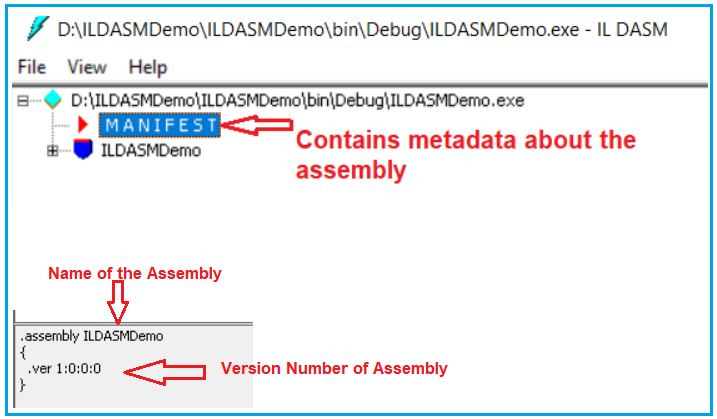 D:\ILDASMDemo\ILDASMDemo\bin\Debug\ILDASMDemo.exe - IL DASM
File View Help
D:\ILDASMDemo\ILDASMDemo\bin\Debug\ILDASMDemo.exe
M A N I F E S T
Contains metadata about the
assembly
ILDASMDemo
Name of the Assembly
.assembly ILDASMDemo
{
.ver 1:0:0:0
Version Number of Assembly
}